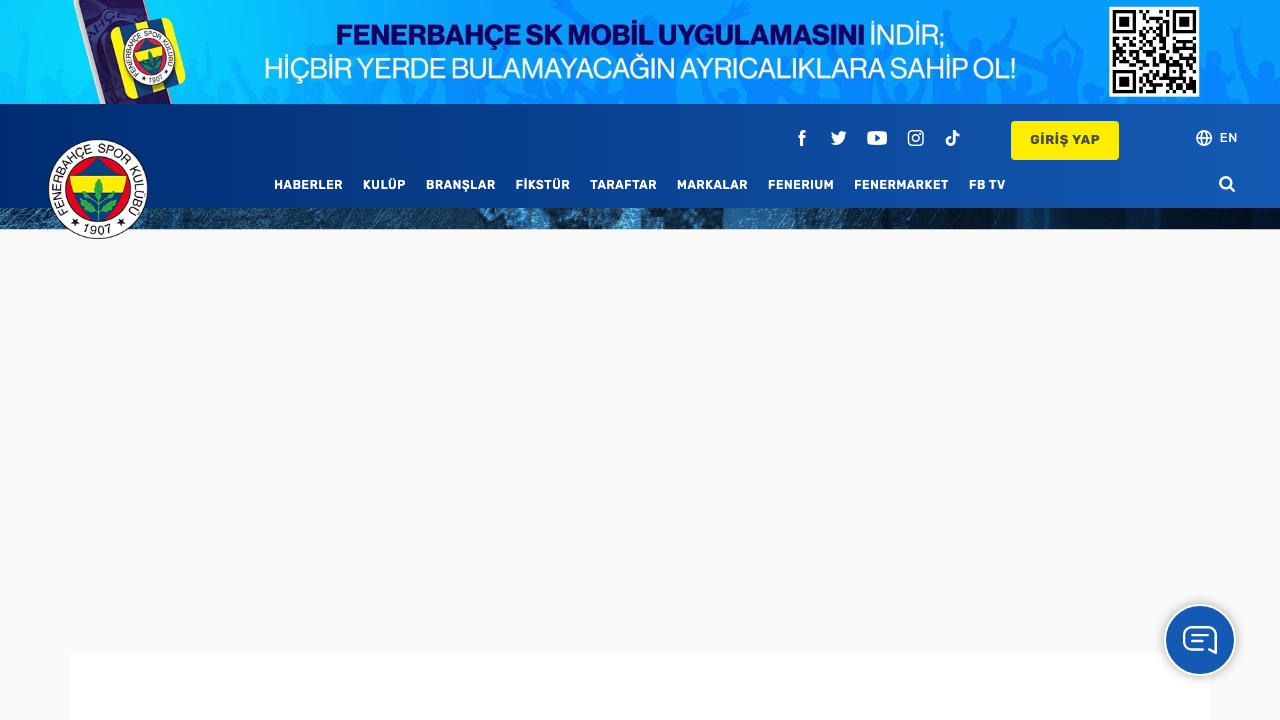 FENERBAHÇE SK MOBİL UYGULAMASINI İNDİR;
HİÇBİR YERDE BULAMAYACAĞIN AYRICALIKLARA SAHİP OL!
GİRİŞ YAP
EN
FENERBAHÇE SPOR KULÜBÜ
1907
HABERLER KULÜP BRANŞLAR FİKSTÜR TARAFTAR MARKALAR FENERIUM FENERMARKET FB TV